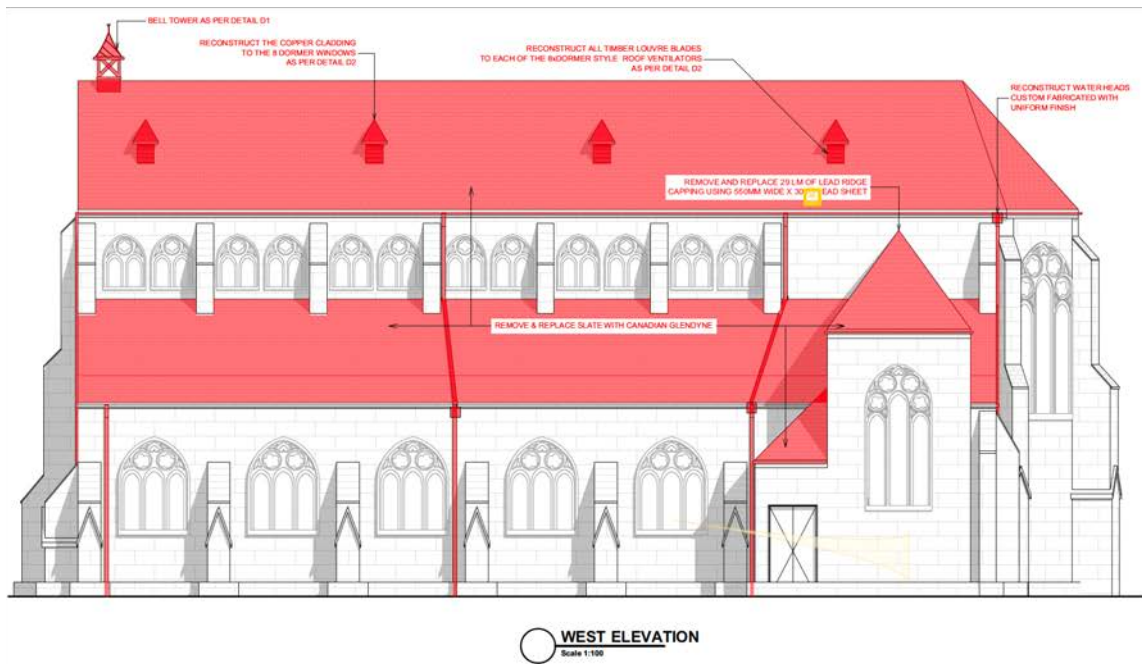 BELL TOWER AS PER DETAIL D1
RECONSTRUCT THE COPPER CLADDING
TO THE 8 DORMER WINDOWS
AS PER DETAIL D2
RECONSTRUCT ALL TIMBER LOUVRE BLADES
TO EACH OF THE 8xDORMER STYLE ROOF VENTILATORS
AS PER DETAIL D2
RECONSTRUCT WATER HEADS
CUSTOM FABRICATED WITH
UNIFORM FINISH
REMOVE AND REPLACE 29 LM OF LEAD RIDGE
CAPPING USING 550MM WIDE X SHEET
REMOVE & REPLACE SLATE WITH CANADIAN GLENDYNE
WEST ELEVATION
Scale 1:100